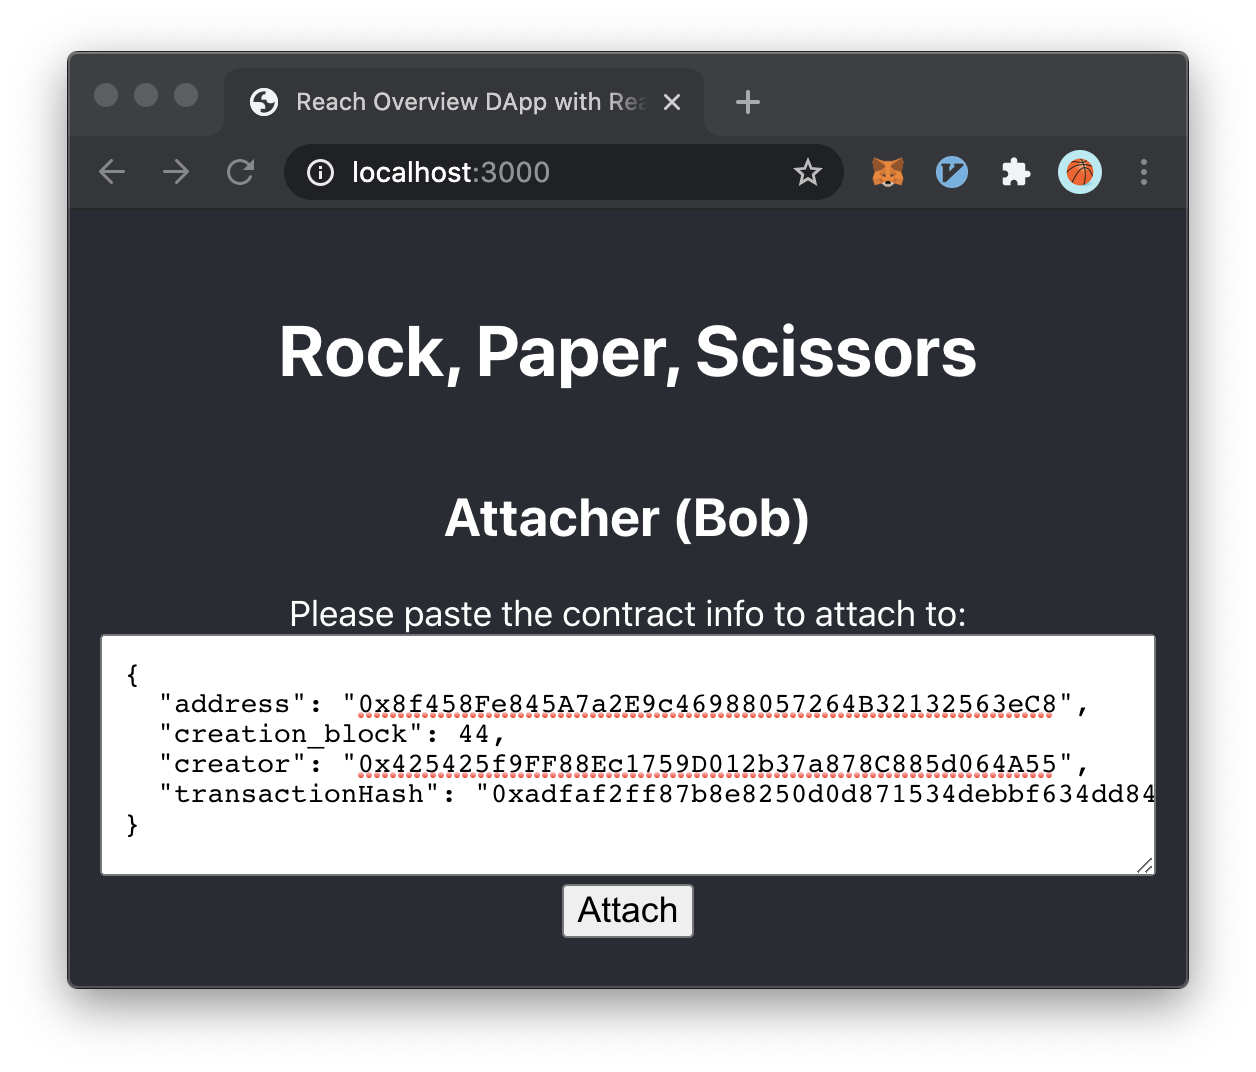 Reach Overview DApp with Rea
localhost:3000
Rock, Paper, Scissors
Attacher (Bob)
Please paste the contract info to attach to:
{
"address": "0x8f458Fe845A7a2E9c46988057264B32132563eC8",
"creation_block": 44,
"creator": "0x425425f9FF88Ec1759D012b37a878C885d064A55",
"transactionHash": "0xadfaf2ff87b8e8250d0d871534debbf634dd84
}
Attach